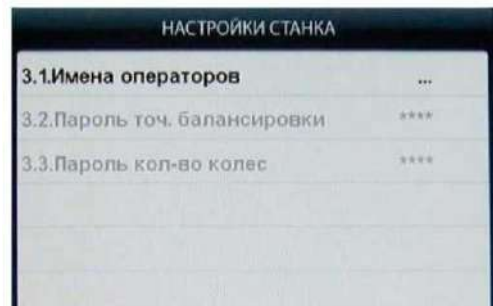 НАСТРОЙКИ СТАНКА
3.1.Имена операторов ...
3.2.Пароль точ. балансировки ****
3.3.Пароль кол-во колес ****